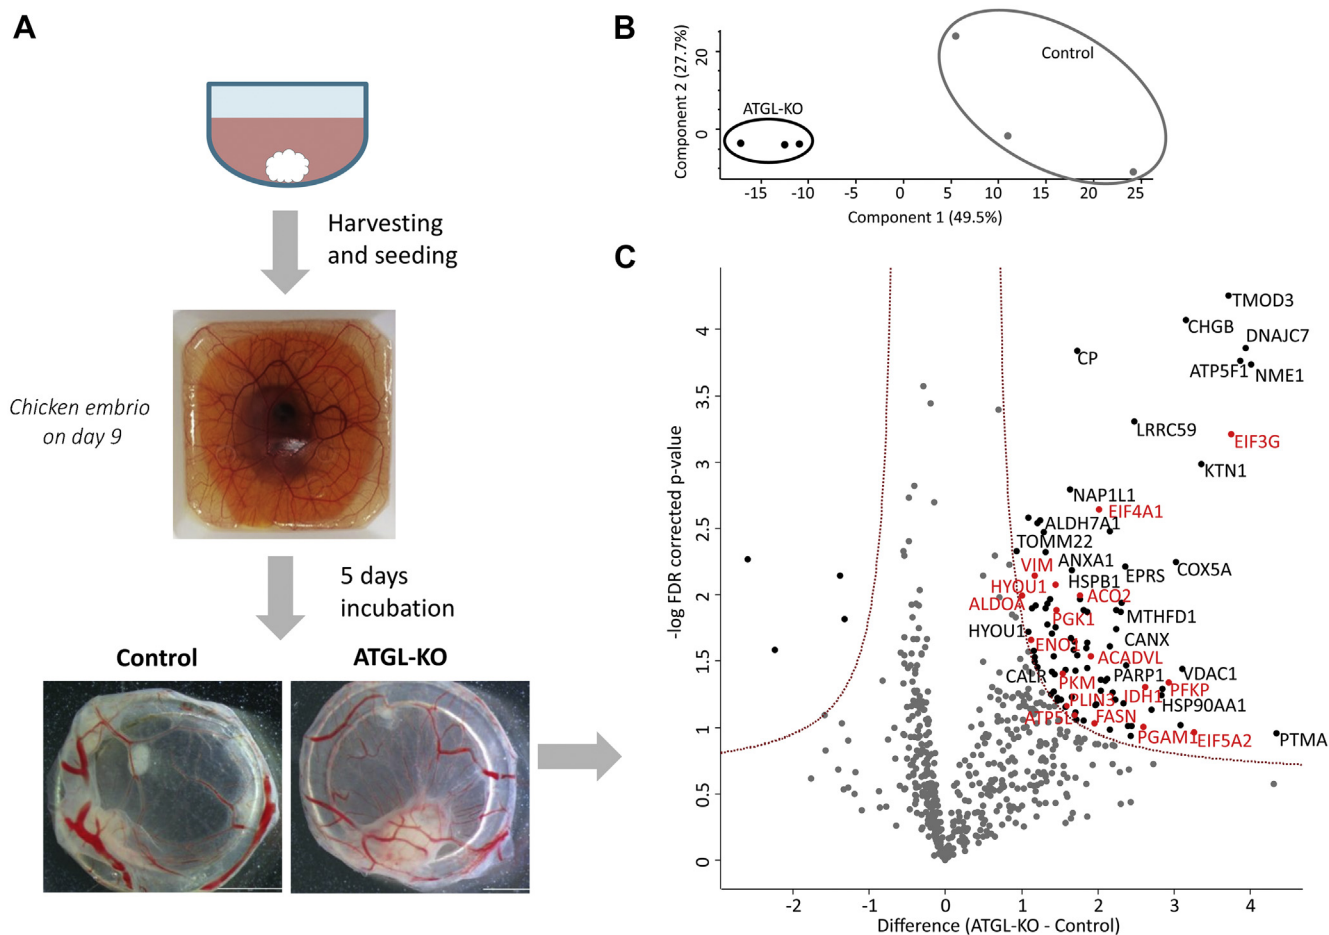 A
Harvesting
and seeding
Chicken embrio
on day 9
5 days
incubation
Control
ATGL-KO
B
Component 2 (27.7%)
20
0
ATGL-KO
Control
-15
-10
-5
0
5
10
15
20
25
Component 1 (49.5%)
C
-log FDR corrected p-value
4
3.5
3
2.5
2
1.5
1
0.5
0
TMOD3
CHGB
DNAJC7
CP
ATP5F1
NME1
LRRC59
EIF3G
KTN1
NAP1L1
EIF4A1
ALDH7A1
TOMM22
VIM
ANXA1
EPRS
COX5A
HYOU1
HSPB1
ACO2
ALDOA
PGK1
MTHFD1
HYOU1
ENO1
CANX
ACADVL
CALR
PKM
PARP1
VDAC1
PLIN3
IDH1
PFKP
HSP90AA1
ATP5L
FASN
PGAM1
EIF5A2
PTMA
-2
-1
0
1
2
3
4
Difference (ATGL-KO - Control)